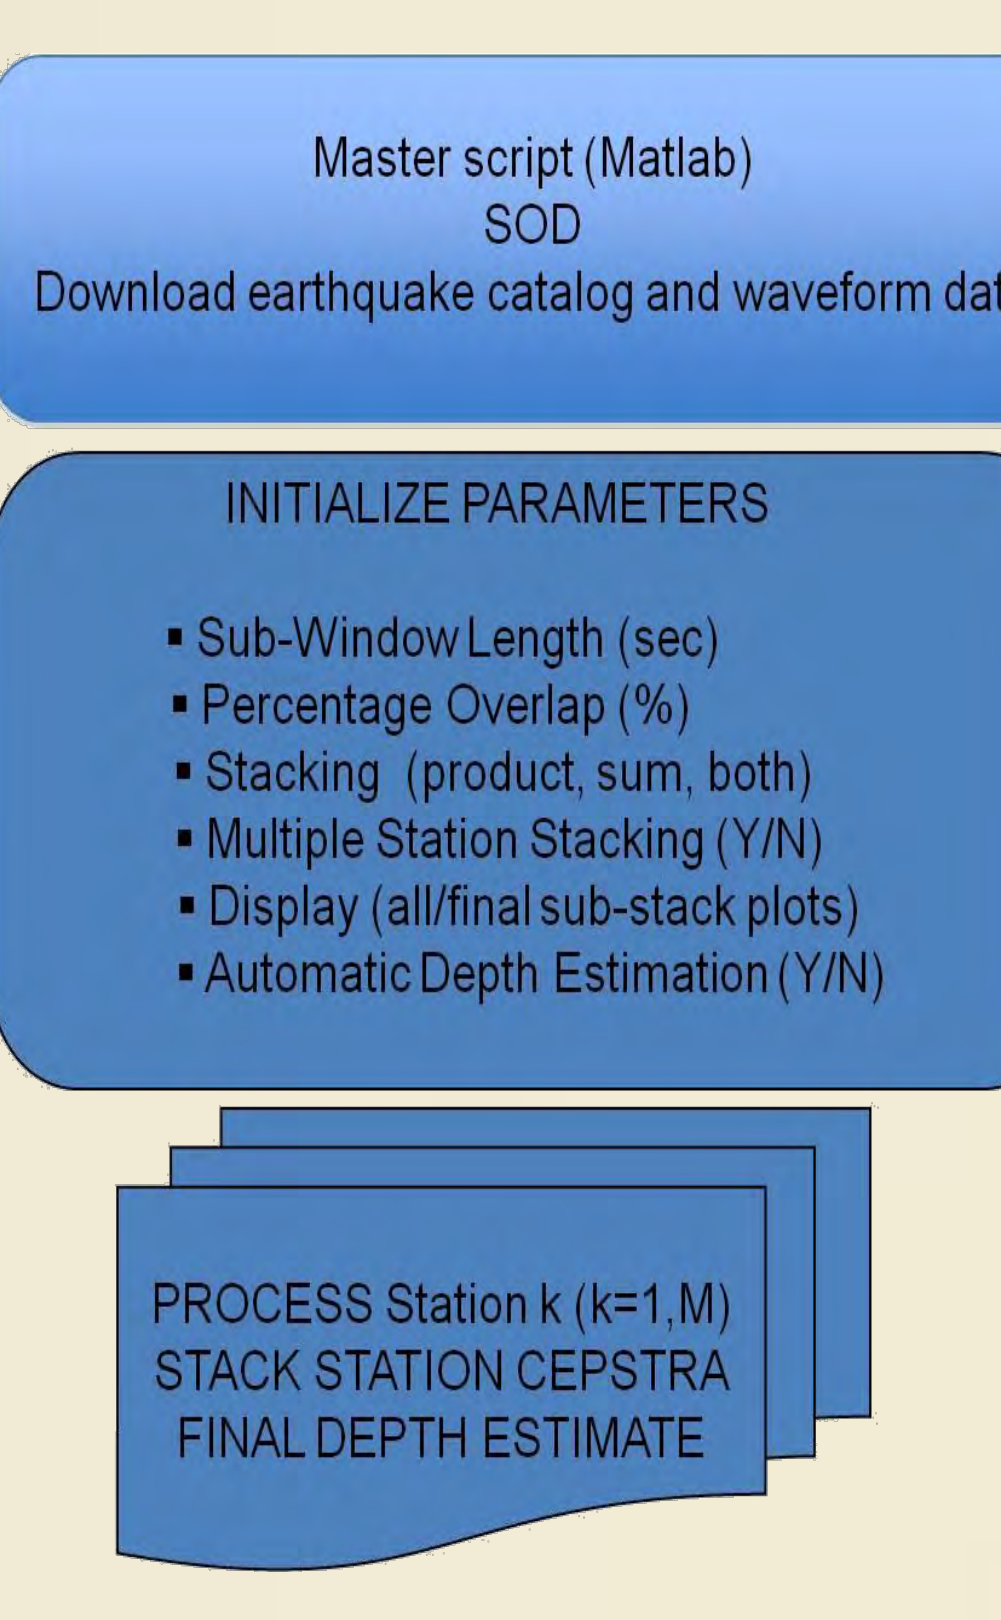 Master script (Matlab)
SOD
Download earthquake catalog and waveform dat
INITIALIZE PARAMETERS
▪ Sub-Window Length (sec)
▪ Percentage Overlap (%)
▪ Stacking (product, sum, both)
▪ Multiple Station Stacking (Y/N)
▪ Display (all/final sub-stack plots)
▪ Automatic Depth Estimation (Y/N)
PROCESS Station k (k=1,M)
STACK STATION CEPSTRA
FINAL DEPTH ESTIMATE